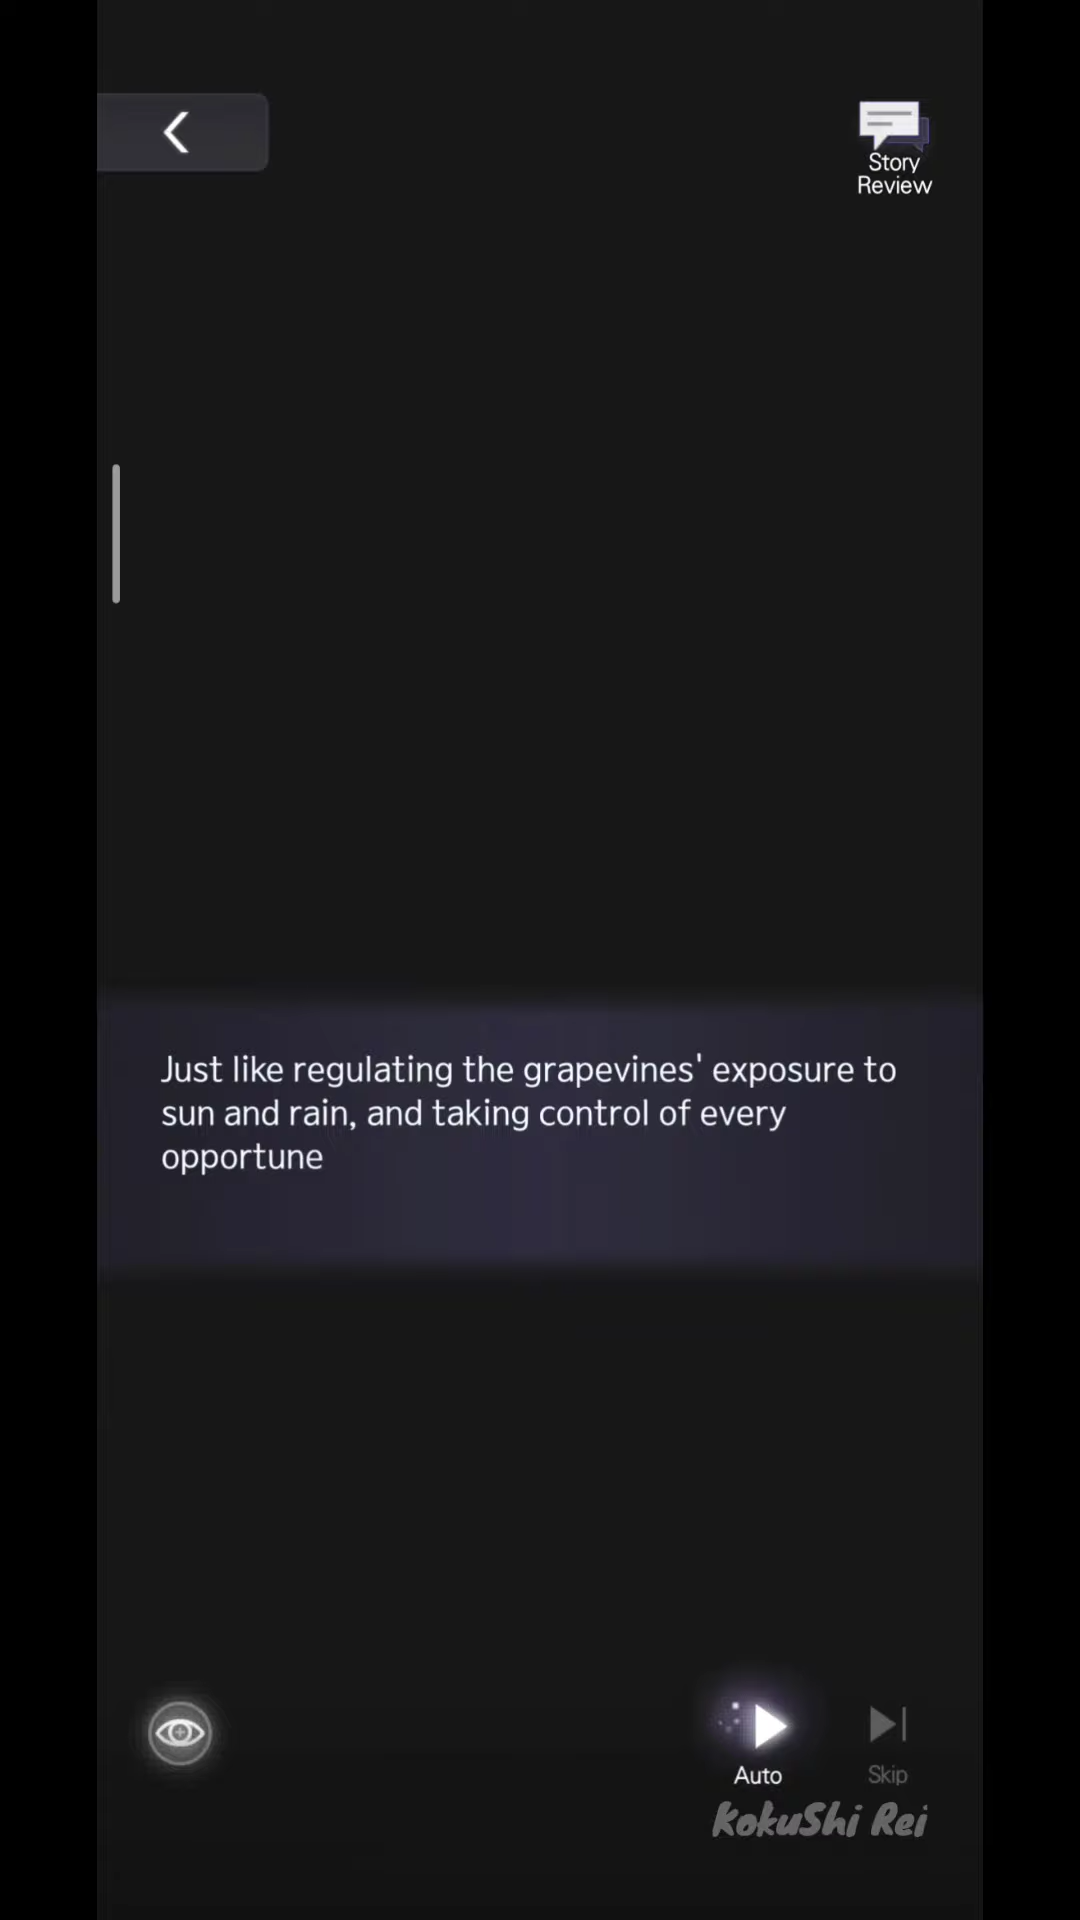 Story
Review
Just like regulating the grapevines' exposure to
sun and rain, and taking control of every
opportune
Auto
Skip
KokuShi Rei